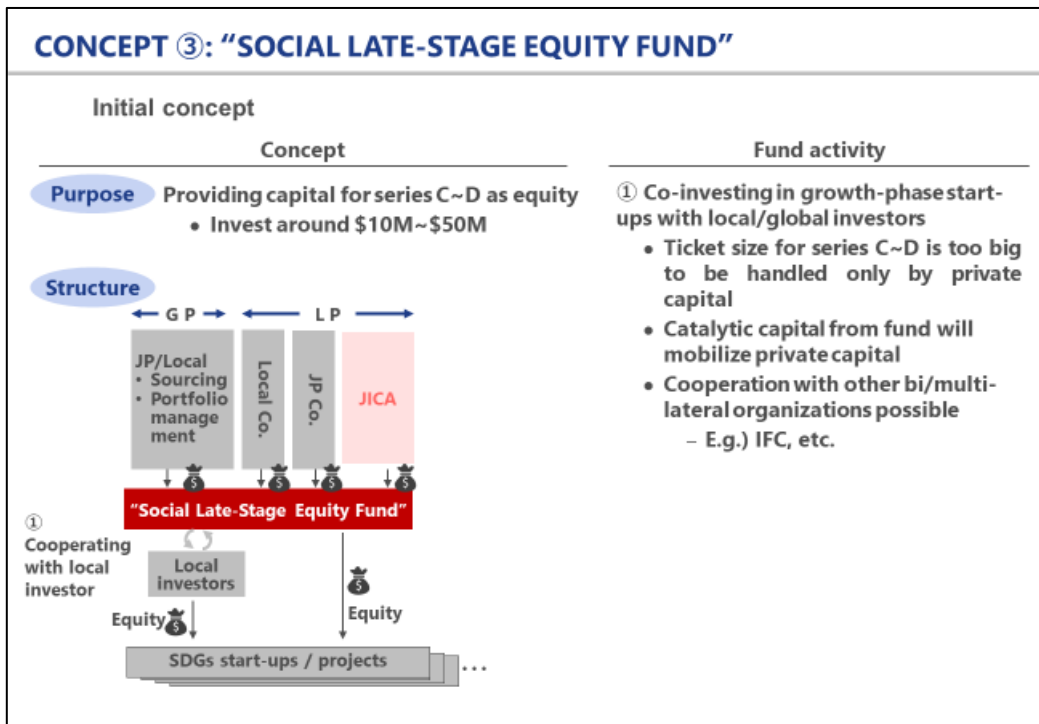 CONCEPT ③: “SOCIAL LATE-STAGE EQUITY FUND”
Initial concept
Concept
Purpose
Providing capital for series C~D as equity
• Invest around $10M~$50M
Structure
G P
L P
JP/Local
• Sourcing
• Portfolio
manage
ment
Local Co.
JP Co.
JICA
$
$
$
$
“Social Late-Stage Equity Fund”
①
Cooperating
with local
investor
Local
investors
Equity
$
$
Equity
SDGs start-ups / projects
...
Fund activity
① Co-investing in growth-phase start-
ups with local/global investors
• Ticket size for series C~D is too big
to be handled only by private
capital
• Catalytic capital from fund will
mobilize private capital
• Cooperation with other bi/multi-
lateral organizations possible
– E.g.) IFC, etc.